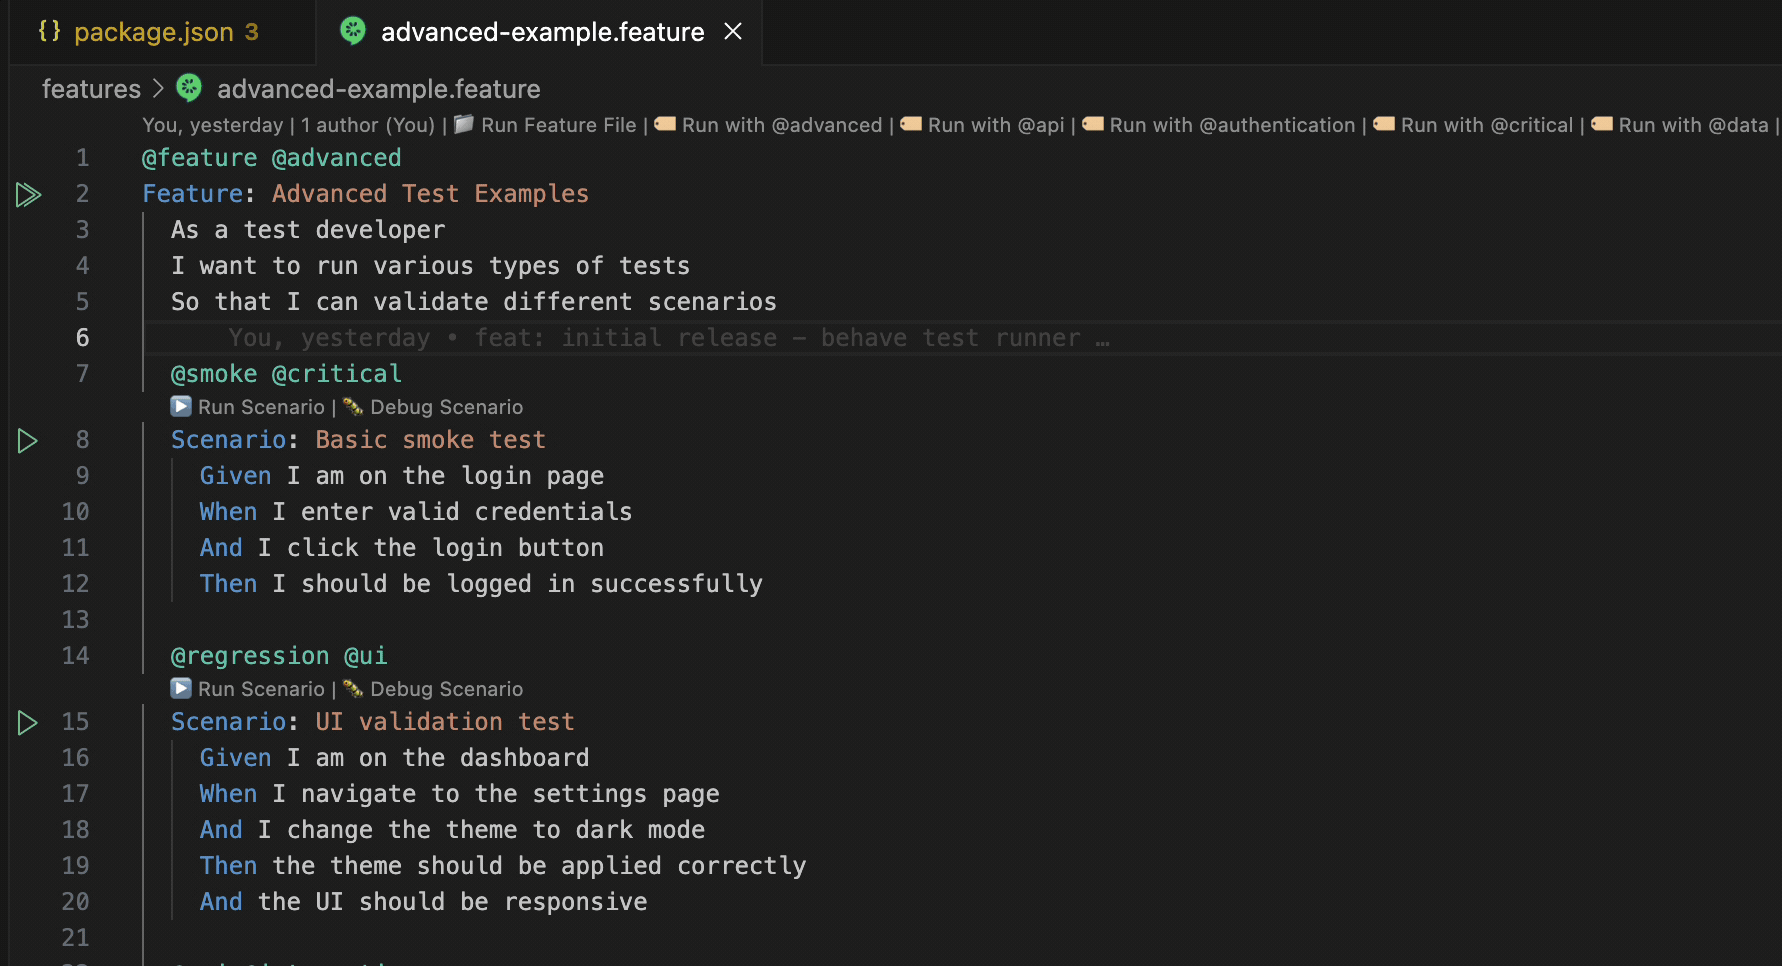 {} package.json 3 advanced-example.feature ×
features > advanced-example.feature
You, yesterday | 1 author (You) | Run Feature File | Run with @advanced | Run with @api | Run with @authentication | Run with @critical | Run with @data |
1 @feature @advanced
2 Feature: Advanced Test Examples
3 As a test developer
4 I want to run various types of tests
5 So that I can validate different scenarios
6 You, yesterday • feat: initial release – behave test runner …
7 @smoke @critical
Run Scenario | Debug Scenario
8 Scenario: Basic smoke test
9 Given I am on the login page
10 When I enter valid credentials
11 And I click the login button
12 Then I should be logged in successfully
13
14 @regression @ui
Run Scenario | Debug Scenario
15 Scenario: UI validation test
16 Given I am on the dashboard
17 When I navigate to the settings page
18 And I change the theme to dark mode
19 Then the theme should be applied correctly
20 And the UI should be responsive
21